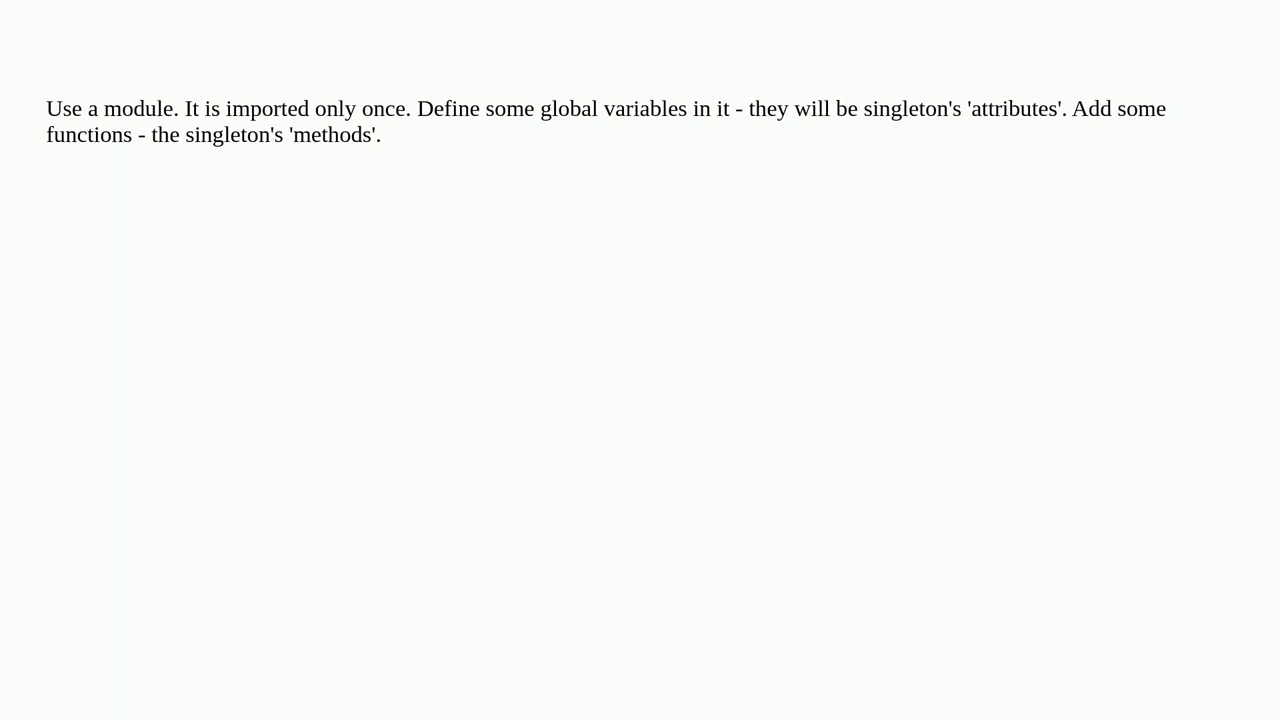 Use a module. It is imported only once. Define some global variables in it - they will be singleton's 'attributes'. Add some
functions - the singleton's 'methods'.